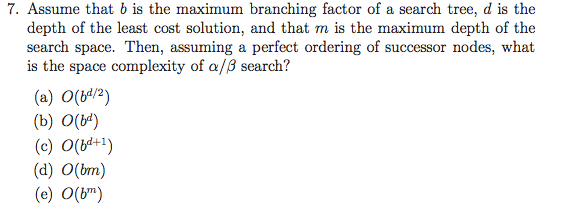 7. Assume that b is the maximum branching factor of a search tree, d is the
depth of the least cost solution, and that m is the maximum depth of the
search space. Then, assuming a perfect ordering of successor nodes, what
is the space complexity of α/β search?
(a) O(b^{d/2})
(b) O(b^d)
(c) O(b^{d+1})
(d) O(bm)
(e) O(b^m)